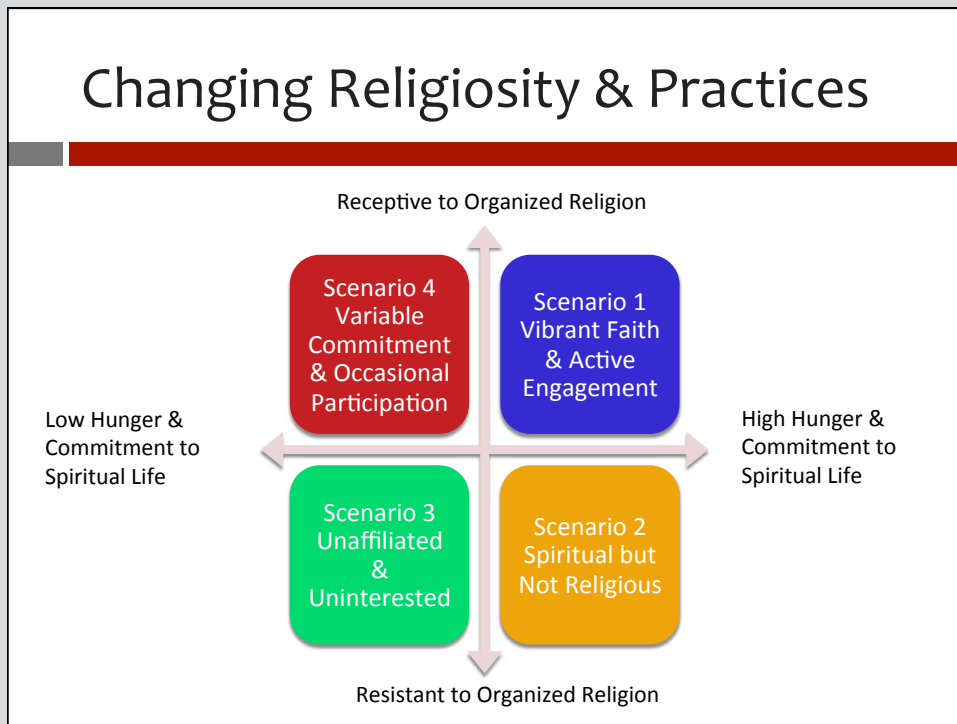 Changing Religiosity & Practices
Receptive to Organized Religion
Scenario 4
Variable
Commitment
& Occasional
Participation
Scenario 1
Vibrant Faith
& Active
Engagement
Low Hunger &
Commitment to
Spiritual Life
High Hunger &
Commitment to
Spiritual Life
Scenario 3
Unaffiliated
&
Uninterested
Scenario 2
Spiritual but
Not Religious
Resistant to Organized Religion